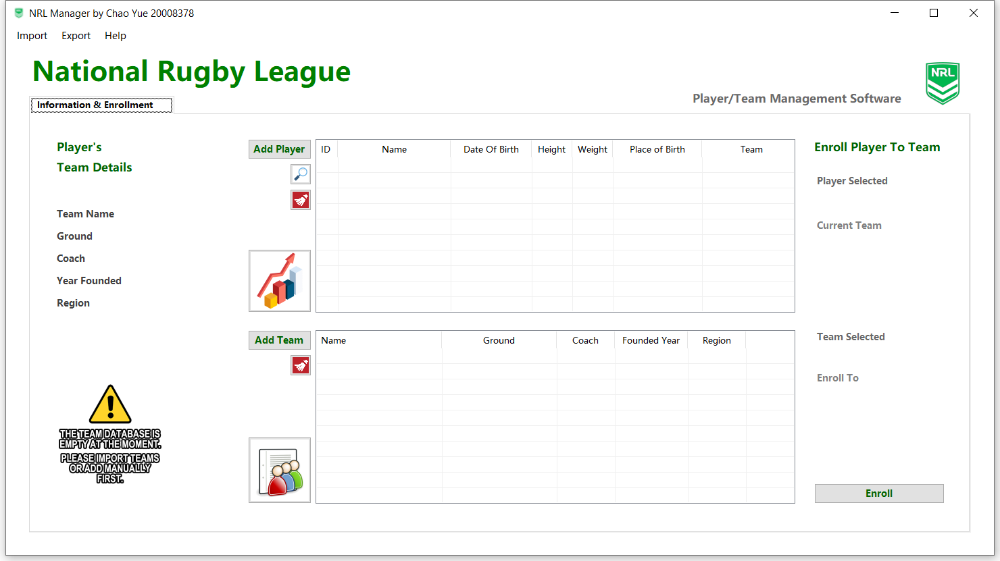 NRL Manager by Chao Yue 20008378
Import Export Help
National Rugby League
NRL
Player/Team Management Software
Information & Enrollment
Player's
Team Details
Team Name
Ground
Coach
Year Founded
Region
THE TEAM DATABASE IS
EMPTY AT THE MOMENT.
PLEASE IMPORT TEAMS
OR ADD MANUALLY
FIRST.
Add Player
ID Name Date Of Birth Height Weight Place of Birth Team
Add Team
Name Ground Coach Founded Year Region
Enroll Player To Team
Player Selected
Current Team
Team Selected
Enroll To
Enroll